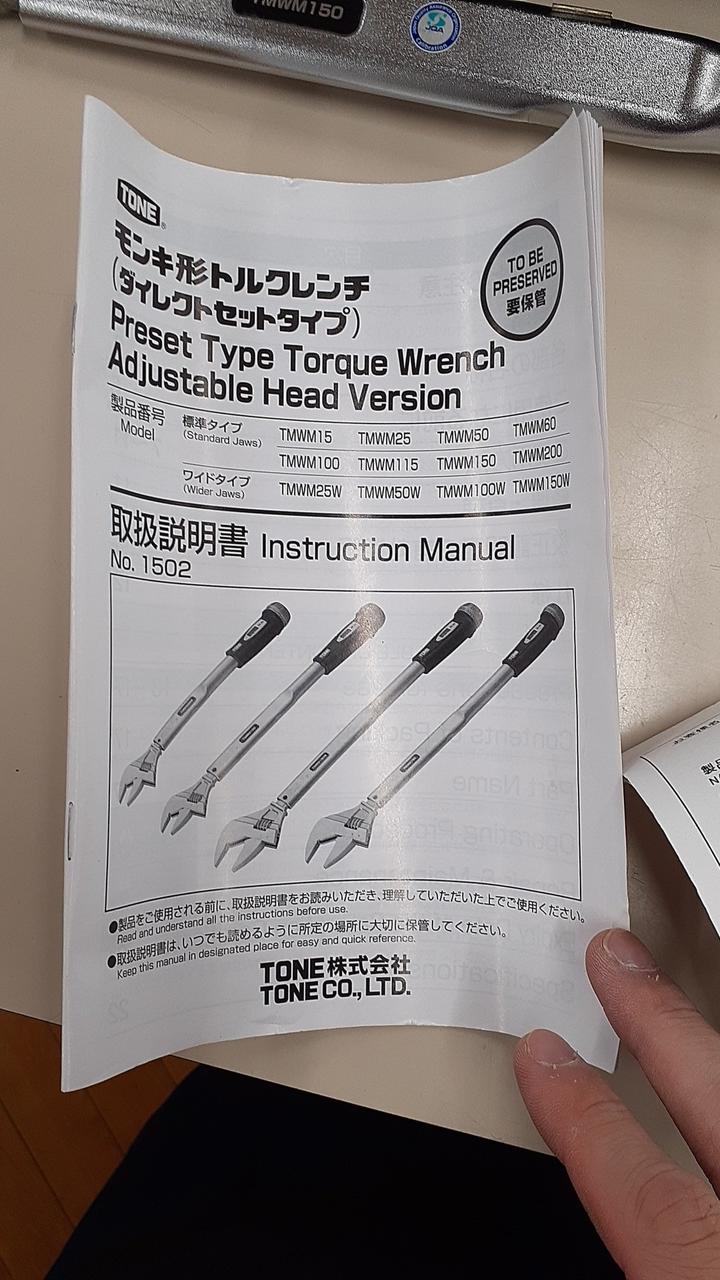 TMWM150
JQA
Calibration
TONE
®
モンキ形トルクレンチ
(ダイレクトセットタイプ)
Preset Type Torque Wrench
Adjustable Head Version
TO BE
PRESERVED
要保管
製品番号
Model
標準タイプ
(Standard Jaws)
TMWM15 TMWM25 TMWM50 TMWM60
TMWM100 TMWM115 TMWM150 TMWM200
ワイドタイプ
(Wider Jaws)
TMWM25W TMWM50W TMWM100W TMWM150W
取扱説明書 Instruction Manual
No. 1502
●製品をご使用される前に、取扱説明書をお読みいただき、理解していただいた上でご使用ください。
Read and understand all the instructions before use.
●取扱説明書は、いつでも読めるように所定の場所に大切に保管してください。
Keep this manual in designated place for easy and quick reference.
TONE株式会社
TONE CO., LTD.